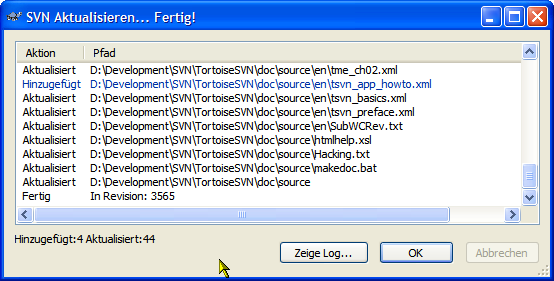 SVN Aktualisieren... Fertig!
Aktion Pfad
Aktualisiert D:\Development\SVN\TortoiseSVN\doc\source\en\tme_ch02.xml
Hinzugefügt D:\Development\SVN\TortoiseSVN\doc\source\en\tsvn_app_howto.xml
Aktualisiert D:\Development\SVN\TortoiseSVN\doc\source\en\tsvn_basics.xml
Aktualisiert D:\Development\SVN\TortoiseSVN\doc\source\en\tsvn_preface.xml
Aktualisiert D:\Development\SVN\TortoiseSVN\doc\source\en\SubWCRev.txt
Aktualisiert D:\Development\SVN\TortoiseSVN\doc\source\htmlhelp.xsl
Aktualisiert D:\Development\SVN\TortoiseSVN\doc\source\Hacking.txt
Aktualisiert D:\Development\SVN\TortoiseSVN\doc\source\makedoc.bat
Aktualisiert D:\Development\SVN\TortoiseSVN\doc\source
Fertig In Revision: 3565
Hinzugefügt:4 Aktualisiert:44
Zeige Log... OK Abbrechen